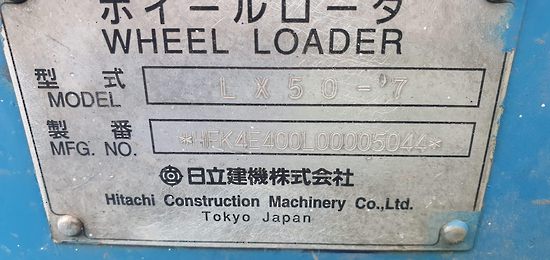 ホイールローダ
WHEEL LOADER
型式 LX50-'7
MODEL
製番 *HFK4E400L00005044*
MFG. NO.
日立建機株式会社
Hitachi Construction Machinery Co.,Ltd.
Tokyo Japan